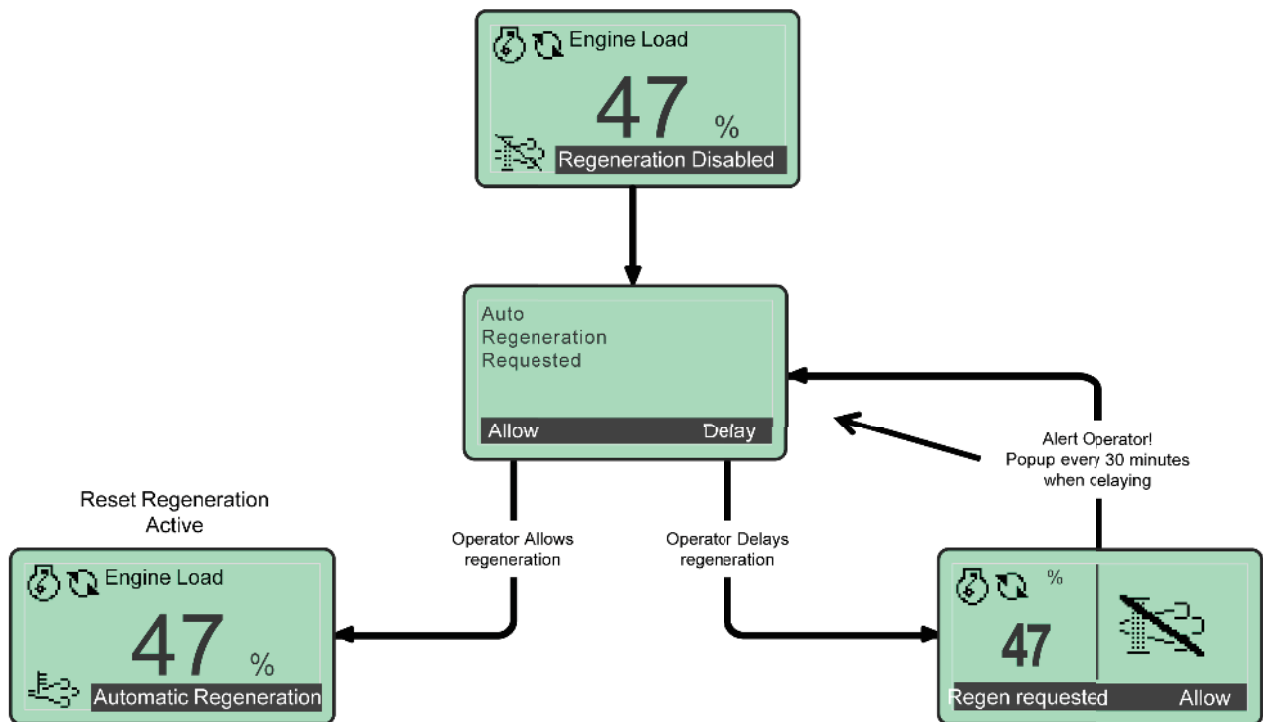 Engine Load
47
%
Regeneration Disabled
Auto
Regeneration
Requested
Allow Delay
Alert Operator!
Popup every 30 minutes
when celaying
Reset Regeneration
Active
Operator Allows
regeneration
Operator Delays
regeneration
Engine Load
47
%
Automatic Regeneration
%
47
Regen requested Allow